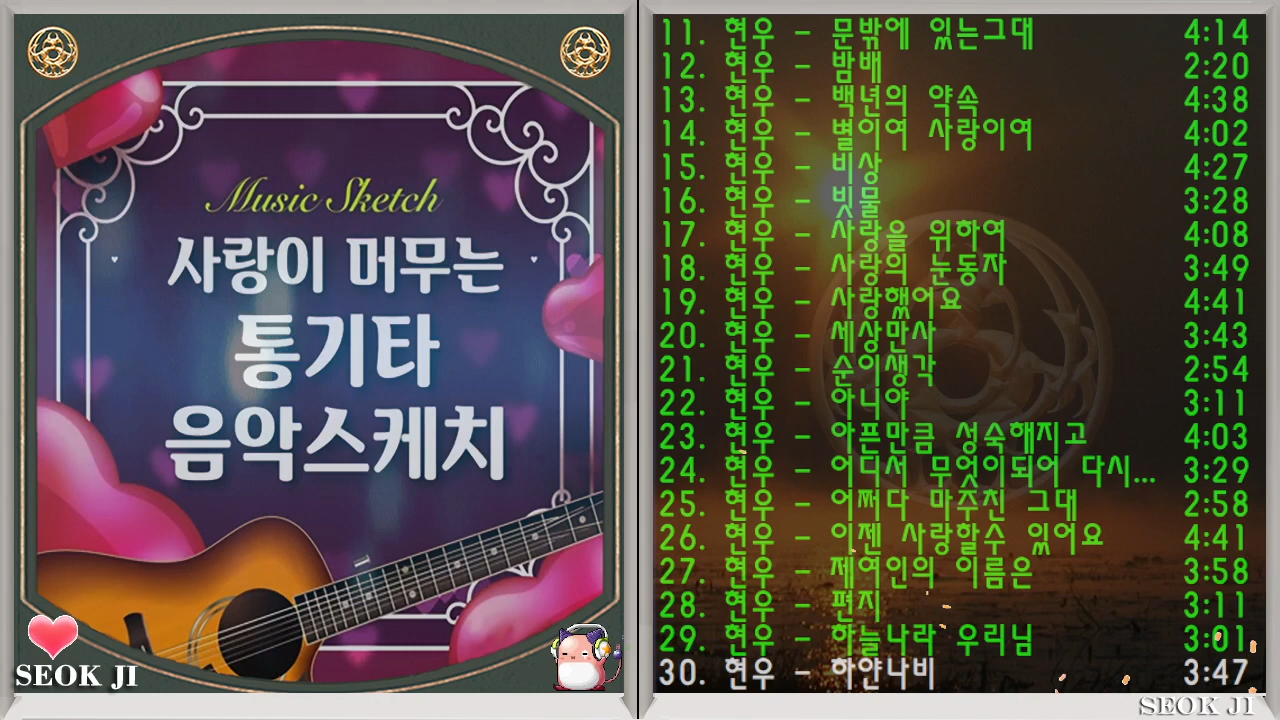 Music Sketch
사랑이 머무는
통기타
음악스케치
SEOK JI
11. 현우 - 문밖에 있는그대 4:14
12. 현우 - 밤배 2:20
13. 현우 - 백년의 약속 4:38
14. 현우 - 별이여 사랑이여 4:02
15. 현우 - 비상 4:27
16. 현우 - 빗물 3:28
17. 현우 - 사랑을 위하여 4:08
18. 현우 - 사랑의 눈동자 3:49
19. 현우 - 사랑했어요 4:41
20. 현우 - 세상만사 3:43
21. 현우 - 순이생각 2:54
22. 현우 - 아니야 3:11
23. 현우 - 아픈만큼 성숙해지고 4:03
24. 현우 - 어디서 무엇이되어 다시... 3:29
25. 현우 - 어쩌다 마주친 그대 2:58
26. 현우 - 이젠 사랑할수 있어요 4:41
27. 현우 - 제여인의 이름은 3:58
28. 현우 - 편지 3:11
29. 현우 - 하늘나라 우리님 3:01
30. 현우 - 하얀나비 3:47
SEOK JI